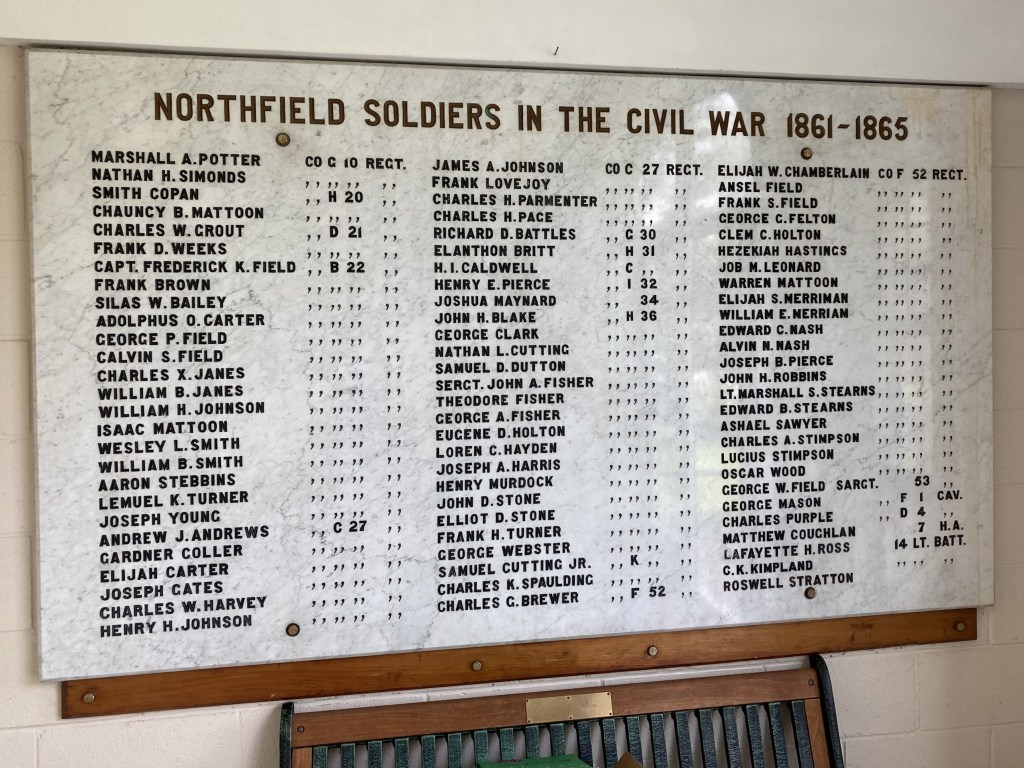 NORTHFIELD SOLDIERS IN THE CIVIL WAR 1861-1865
MARSHALL A. POTTER CO G 10 REGT.
NATHAN H. SIMONDS ,, ,, ,, ,,
SMITH COPAN ,, H 20 ,,
CHAUNCY B. MATTOON ,, ,, ,, ,,
CHARLES W. GROUT ,, D 21 ,,
FRANK D. WEEKS ,, ,, ,, ,,
CAPT. FREDERICK K. FIELD ,, B 22 ,,
FRANK BROWN ,, ,, ,, ,,
SILAS W. BAILEY ,, ,, ,, ,,
ADOLPHUS O. CARTER ,, ,, ,, ,,
GEORGE P. FIELD ,, ,, ,, ,,
CALVIN S. FIELD ,, ,, ,, ,,
CHARLES X. JANES ,, ,, ,, ,,
WILLIAM B. JANES ,, ,, ,, ,,
WILLIAM H. JOHNSON ,, ,, ,, ,,
ISAAC MATTOON ,, ,, ,, ,,
WESLEY L. SMITH ,, ,, ,, ,,
WILLIAM B. SMITH ,, ,, ,, ,,
AARON STEBBINS ,, ,, ,, ,,
LEMUEL K. TURNER ,, ,, ,, ,,
JOSEPH YOUNG ,, ,, ,, ,,
ANDREW J. ANDREWS ,, C 27 ,,
GARDNER COLLER ,, ,, ,, ,,
ELIJAH CARTER ,, ,, ,, ,,
JOSEPH CATES ,, ,, ,, ,,
CHARLES W. HARVEY ,, ,, ,, ,,
HENRY H. JOHNSON ,, ,, ,, ,,
JAMES A. JOHNSON CO C 27 REGT.
FRANK LOVEJOY ,, ,, ,, ,,
CHARLES H. PARMENTER ,, ,, ,, ,,
CHARLES H. PACE ,, ,, ,, ,,
RICHARD D. BATTLES ,, G 30 ,,
ELANTHON BRITT ,, H 31 ,,
H. I. CALDWELL ,, C ,, ,,
HENRY E. PIERCE ,, I 32 ,,
JOSHUA MAYNARD 34 ,,
JOHN H. BLAKE ,, H 36 ,,
GEORGE CLARK ,, ,, ,, ,,
NATHAN L. CUTTING ,, ,, ,, ,,
SAMUEL D. DUTTON ,, ,, ,, ,,
SERGT. JOHN A. FISHER ,, ,, ,, ,,
THEODORE FISHER ,, ,, ,, ,,
GEORGE A. FISHER ,, ,, ,, ,,
EUGENE D. HOLTON ,, ,, ,, ,,
LOREN C. HAYDEN ,, ,, ,, ,,
JOSEPH A. HARRIS ,, ,, ,, ,,
HENRY MURDOCK ,, ,, ,, ,,
JOHN D. STONE ,, ,, ,, ,,
ELLIOT D. STONE ,, ,, ,, ,,
FRANK H. TURNER ,, ,, ,, ,,
GEORGE WEBSTER ,, ,, ,, ,,
SAMUEL CUTTING JR. ,, K ,, ,,
CHARLES K. SPAULDING ,, ,, ,, ,,
CHARLES G. BREWER ,, F 52 ,,
ELIJAH W. CHAMBERLAIN CO F 52 RECT.
ANSEL FIELD ,, ,, ,, ,,
FRANK S. FIELD ,, ,, ,, ,,
GEORGE G. FELTON ,, ,, ,, ,,
CLEM C. HOLTON ,, ,, ,, ,,
HEZEKIAH HASTINGS ,, ,, ,, ,,
JOB M. LEONARD ,, ,, ,, ,,
WARREN MATTOON ,, ,, ,, ,,
ELIJAH S. MERRIMAN ,, ,, ,, ,,
WILLIAM E. MERRIAM ,, ,, ,, ,,
EDWARD C. NASH ,, ,, ,, ,,
ALVIN N. NASH ,, ,, ,, ,,
JOSEPH B. PIERCE ,, ,, ,, ,,
JOHN H. ROBBINS ,, ,, ,, ,,
LT. MARSHALL S. STEARNS ,, ,, ,, ,,
EDWARD B. STEARNS ,, ,, ,, ,,
ASHAEL SAWYER ,, ,, ,, ,,
CHARLES A. STIMPSON ,, ,, ,, ,,
LUCIUS STIMPSON ,, ,, ,, ,,
OSCAR WOOD ,, ,, ,, ,,
GEORGE W. FIELD SARGT. 53 ,,
GEORGE MASON ,, F 1 CAV.
CHARLES PURPLE ,, D 4 ,,
MATTHEW COUGHLAN 7 H.A.
LAFAYETTE H. ROSS 14 LT. BATT.
C. K. KIMPLAND ,, ,, ,,
ROSWELL STRATTON